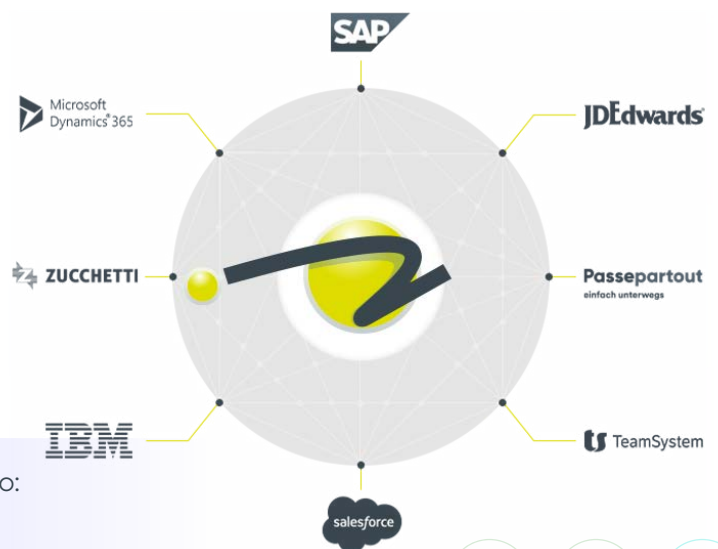 SAP
Microsoft
Dynamics® 365
JDEdwards
ZUCCHETTI
Passepartout
einfach unterwegs
IBM
TeamSystem
o:
salesforce